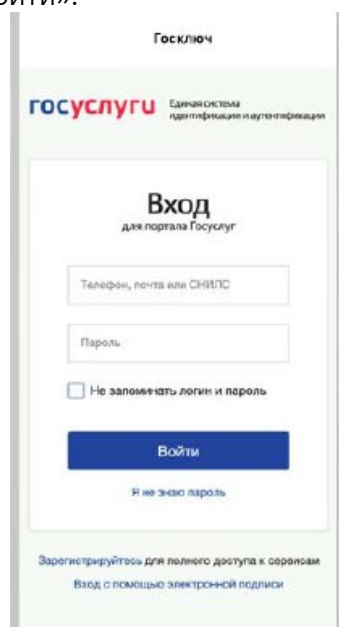 йти».
Госключ
госуслуги
Единая система
идентификации и аутентификации
Вход
для портала Госуслуг
Телефон, почта или СНИЛС
Пароль
Не запоминать логин и пароль
Войти
Я не знаю пароль
Зарегистрируйтесь для полного доступа к сервисам
Вход с помощью электронной подписи